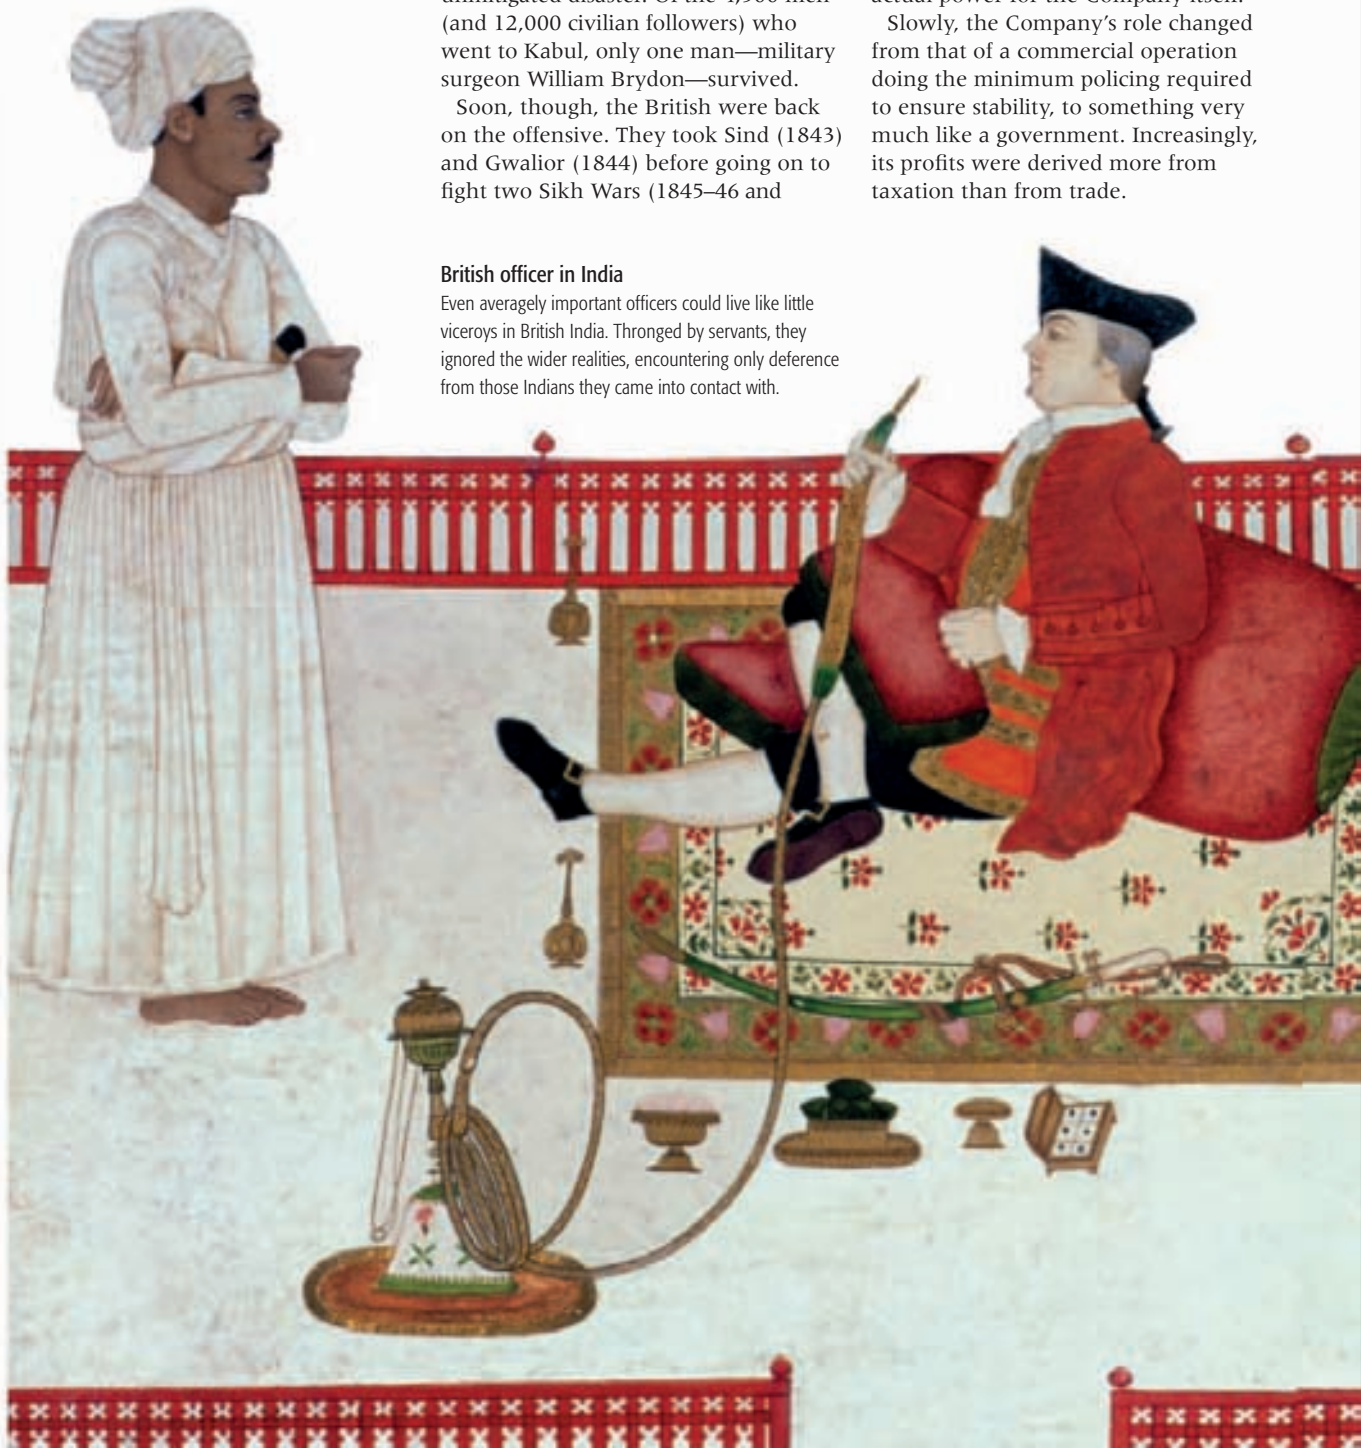 (and 12,000 civilian followers) who
went to Kabul, only one man—military
surgeon William Brydon—survived.
Soon, though, the British were back
on the offensive. They took Sind (1843)
and Gwalior (1844) before going on to
fight two Sikh Wars (1845–46 and
actual power for the Company itself.
Slowly, the Company’s role changed
from that of a commercial operation
doing the minimum policing required
to ensure stability, to something very
much like a government. Increasingly,
its profits were derived more from
taxation than from trade.
British officer in India
Even averagely important officers could live like little
viceroys in British India. Thronged by servants, they
ignored the wider realities, encountering only deference
from those Indians they came into contact with.